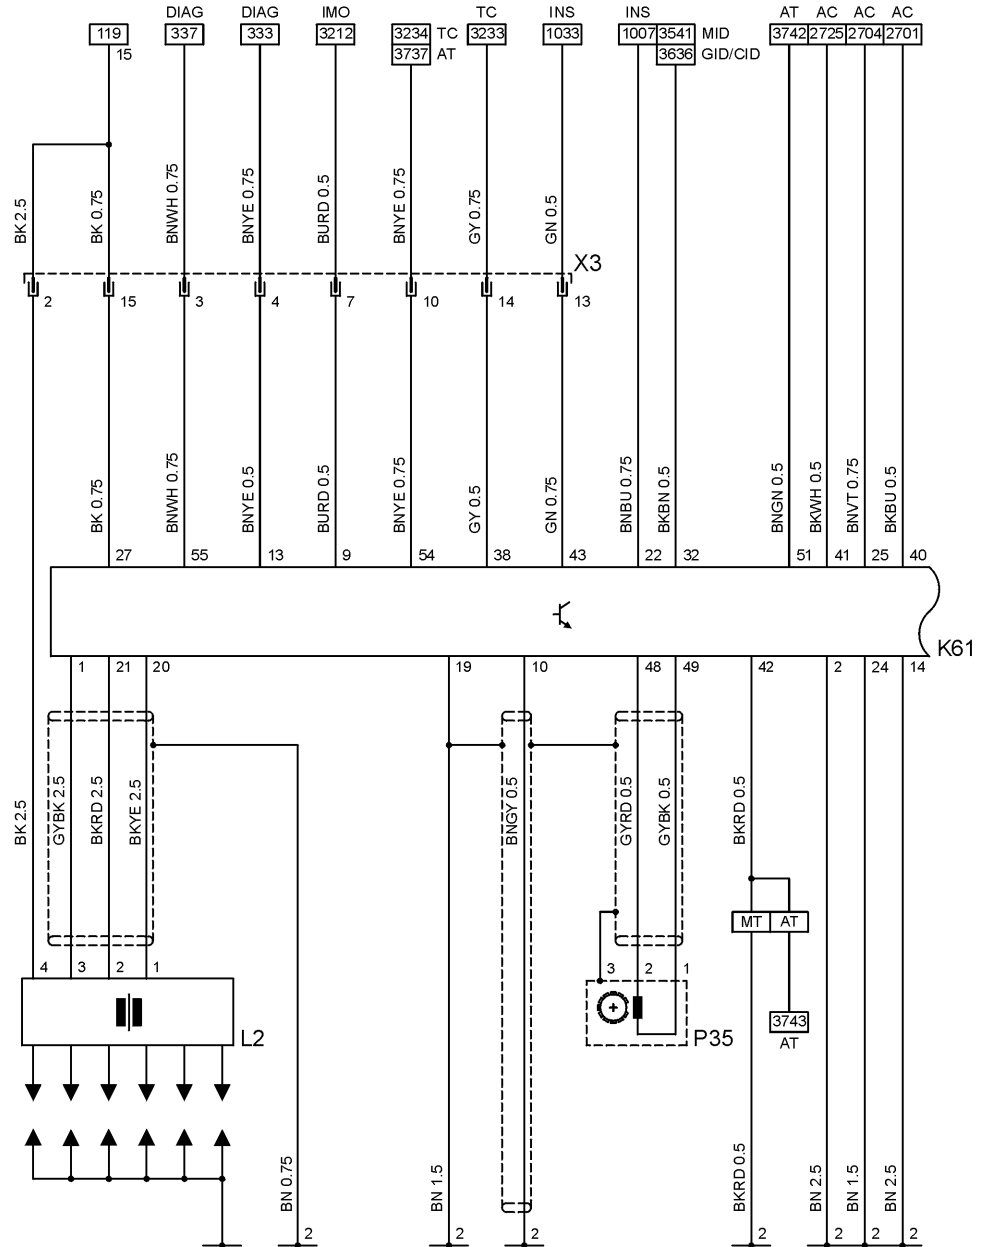 DIAG DIAG IMO TC INS INS AT AC AC AC
119 337 333 3212 3234 TC 3233 1033 1007 3541 MID 3742 2725 2704 2701
15 3737 AT 3636 GID/CID
BK 2.5 BK 0.75 BNWH 0.75 BNYE 0.75 BURD 0.5 BNYE 0.75 GY 0.75 GN 0.5
X3
2 15 3 4 7 10 14 13
BK 0.75 BNWH 0.75 BNYE 0.5 BURD 0.5 BNYE 0.75 GY 0.5 GN 0.75 BNBU 0.75 BKBN 0.5 BNGN 0.5 BKWH 0.5 BNVT 0.75 BKBU 0.5
27 55 13 9 54 38 43 22 32 51 41 25 40
K61
1 21 20 19 10 48 49 42 2 24 14
BK 2.5 GYBK 2.5 BKRD 2.5 BKYE 2.5 BNGY 0.5 GYRD 0.5 GYBK 0.5 BKRD 0.5
MT AT
4 3 2 1 3 2 1
3743
L2 P35 AT
BN 0.75 BN 1.5 BKRD 0.5 BN 2.5 BN 1.5 BN 2.5
2 2 2 2 2 2 2